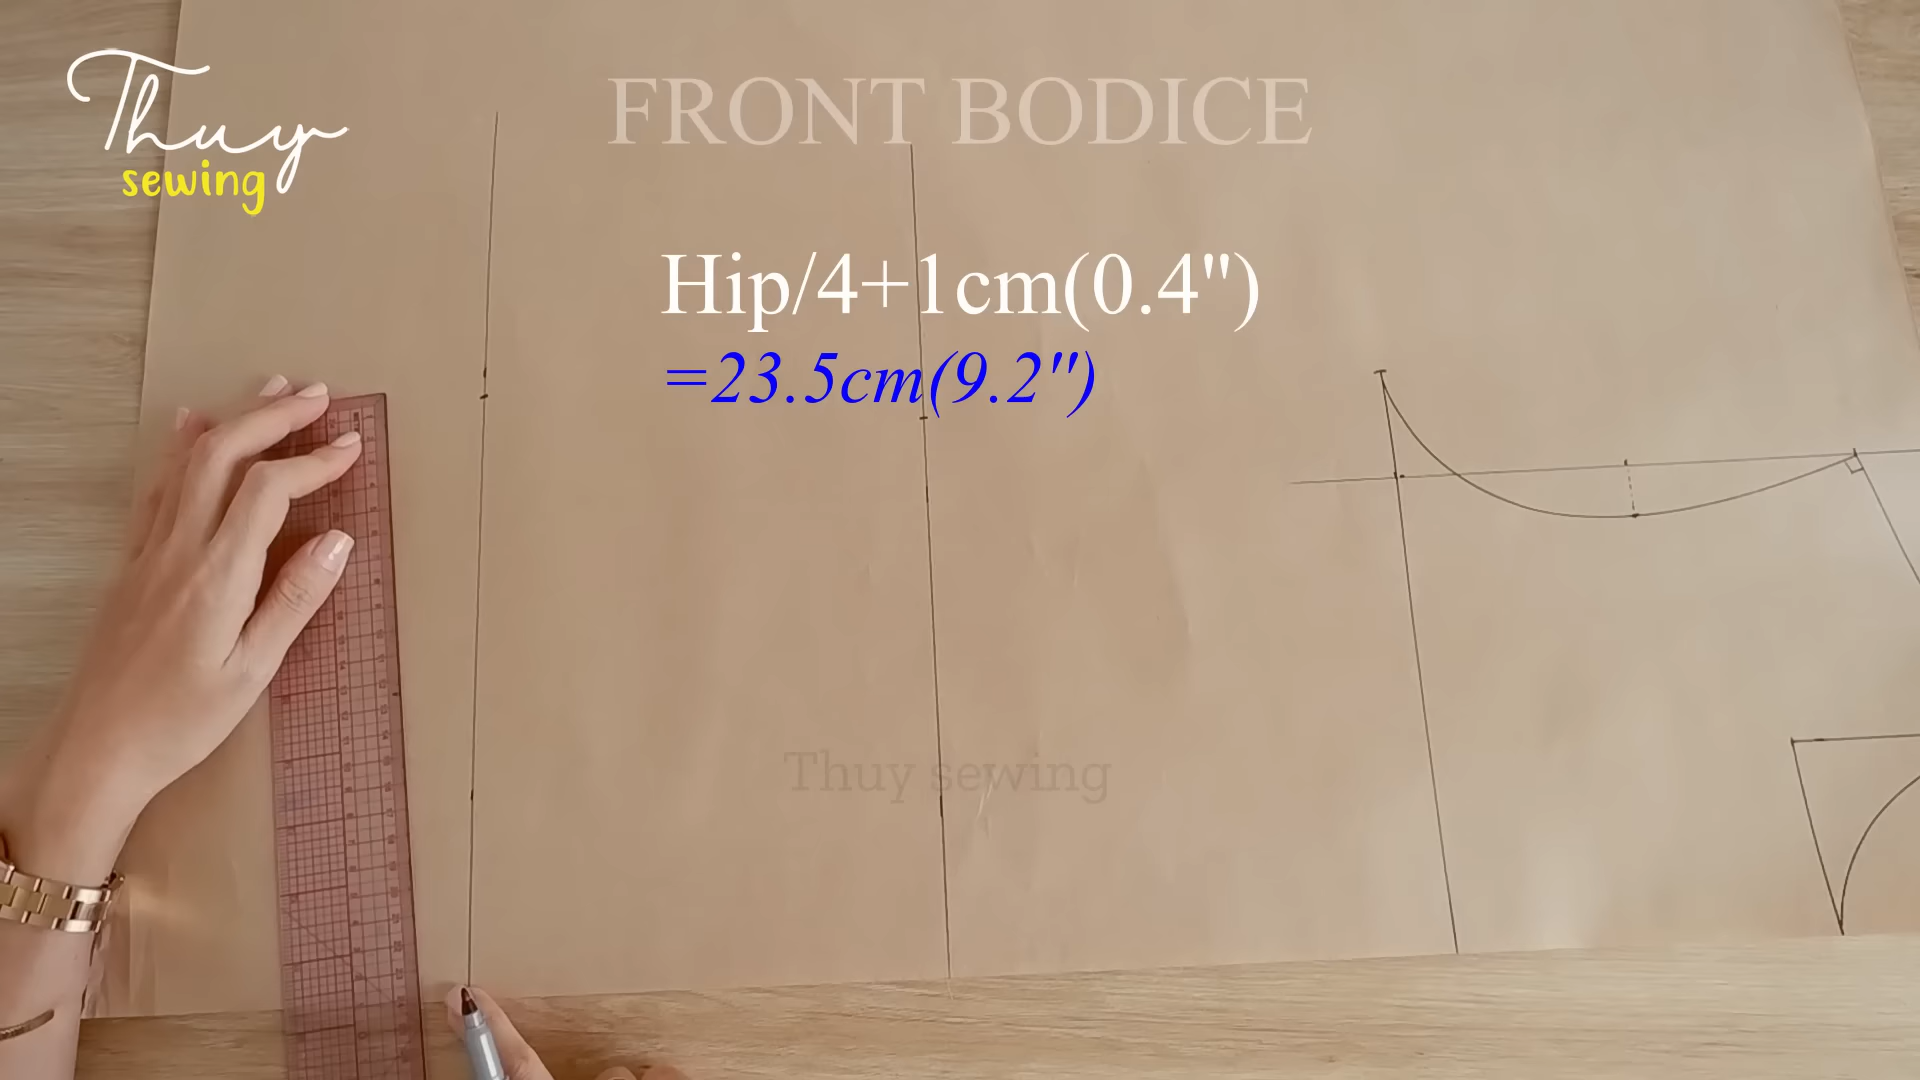 Thuy
sewing
FRONT BODICE
Hip/4+1cm(0.4")
=23.5cm(9.2")
Thuy sewing